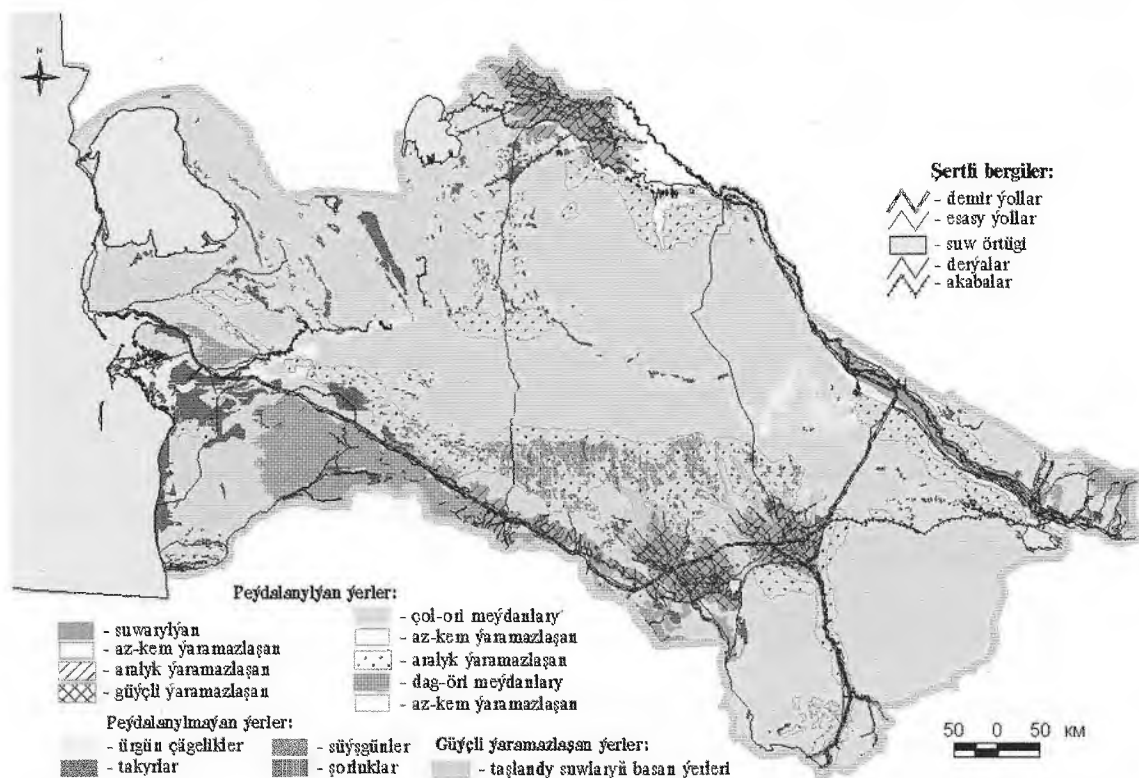 N
Şertli bergiler:
- demir ýollar
- esasy ýollar
- suw örtügi
- derýalar
- akabalar
Peýdalanylýan ýerler:
- suwarylýan
- az-kem ýaramazlaşan
- aralyk ýaramazlaşan
- güýçli ýaramazlaşan
- çol-öri meýdanlary
- az-kem ýaramazlaşan
- aralyk ýaramazlaşan
- dag-öri meýdanlary
- az-kem ýaramazlaşan
Peýdalanylmaýan ýerler:
- ürgün çägelikler
- takyrlar
- süýşgünler
- şorluklar
Güýçli ýaramazlaşan ýerler:
- taşlandy suwlaryň basan ýerleri
50 0 50 КМ